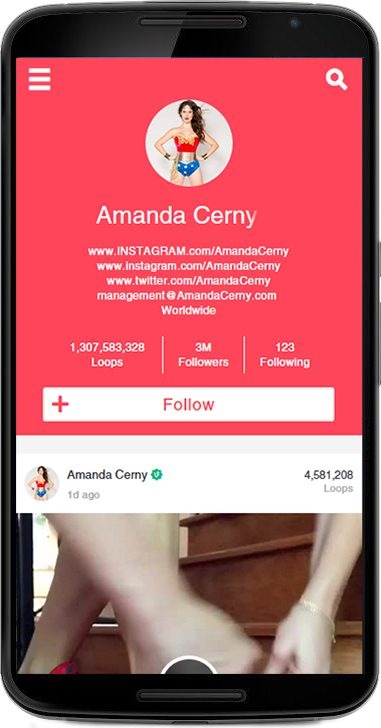 Amanda Cerny
www.INSTAGRAM.com/AmandaCerny
www.instagram.com/AmandaCerny
www.twitter.com/AmandaCerny
management@AmandaCerny.com
Worldwide
1,307,583,328 3M 123
Loops Followers Following
+ Follow
Amanda Cerny 4,581,208
1d ago Loops